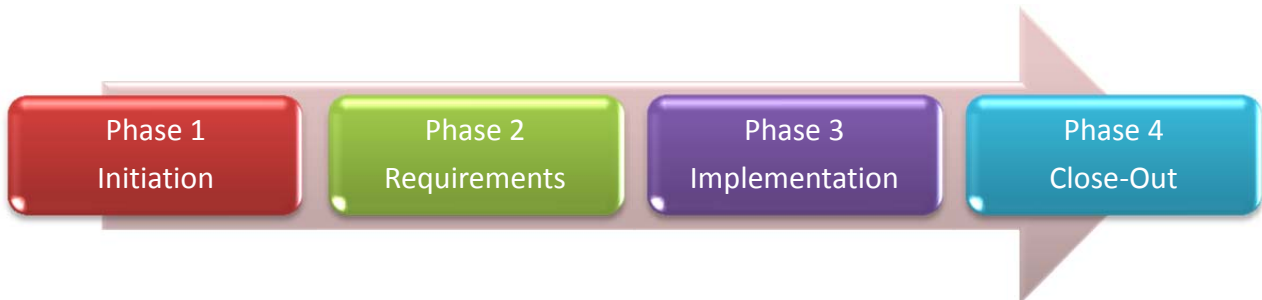 Phase 1
Initiation
Phase 2
Requirements
Phase 3
Implementation
Phase 4
Close-Out